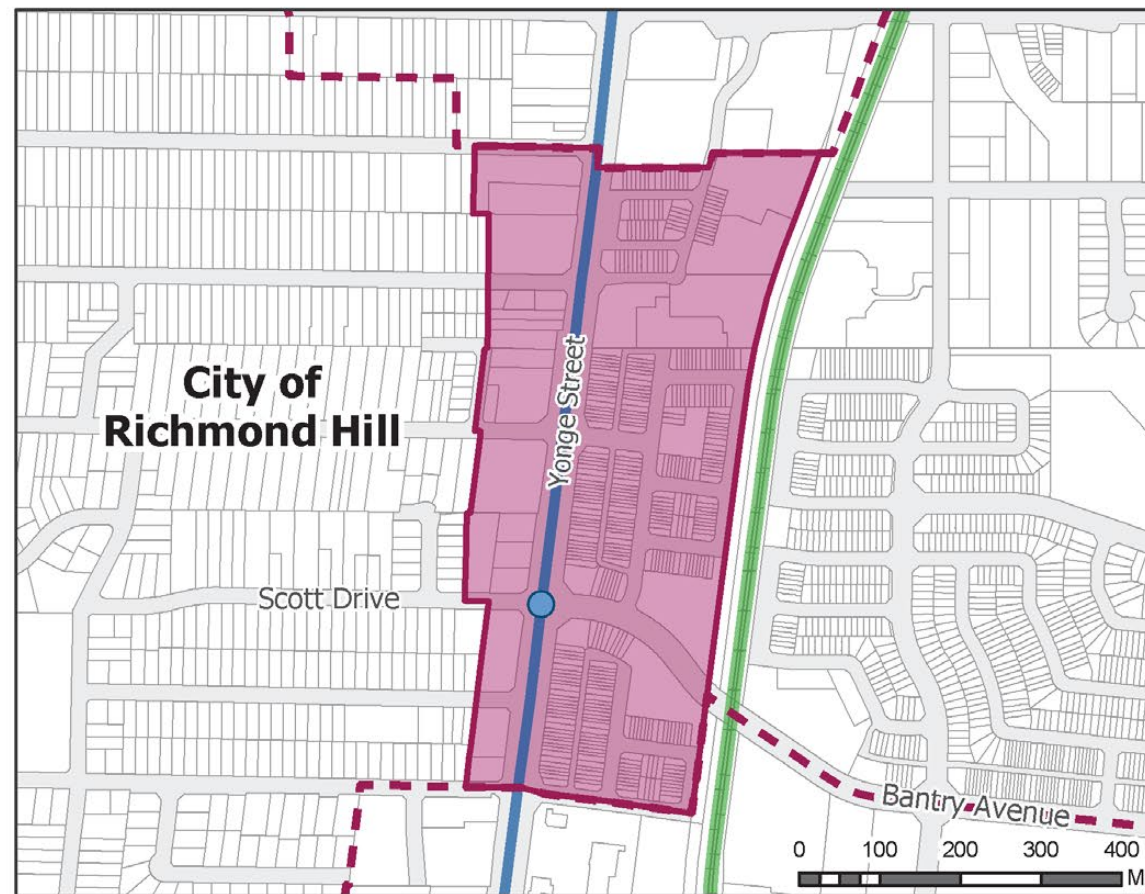 City of
Richmond Hill
Yonge Street
Scott Drive
Bantry Avenue
0 100 200 300 400
M